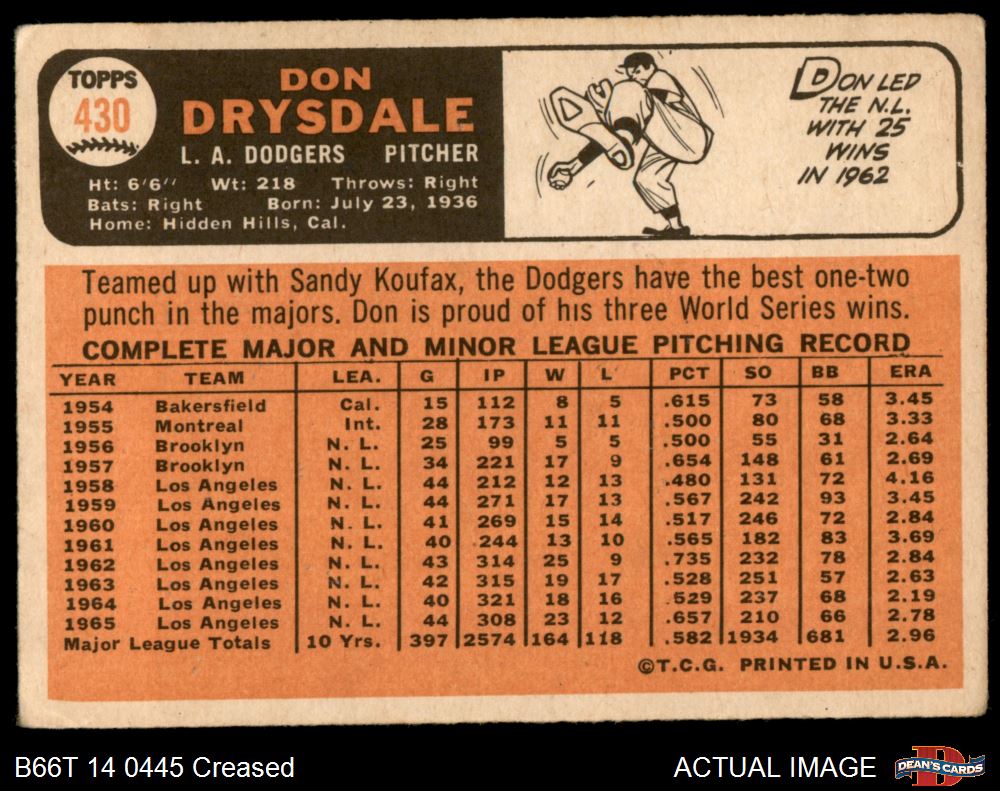 TOPPS
430
DON
DRYSDALE
L. A. DODGERS PITCHER
Ht: 6'6" Wt: 218 Throws: Right
Bats: Right Born: July 23, 1936
Home: Hidden Hills, Cal.
DON LED
THE N.L.
WITH 25
WINS
IN 1962
Teamed up with Sandy Koufax, the Dodgers have the best one-two
punch in the majors. Don is proud of his three World Series wins.
COMPLETE MAJOR AND MINOR LEAGUE PITCHING RECORD
YEAR TEAM LEA. G IP W L PCT SO BB ERA
1954 Bakersfield Cal. 15 112 8 5 .615 73 58 3.45
1955 Montreal Int. 28 173 11 11 .500 80 68 3.33
1956 Brooklyn N. L. 25 99 5 5 .500 55 31 2.64
1957 Brooklyn N. L. 34 221 17 9 .654 148 61 2.69
1958 Los Angeles N. L. 44 212 12 13 .480 131 72 4.16
1959 Los Angeles N. L. 44 271 17 13 .567 242 93 3.45
1960 Los Angeles N. L. 41 269 15 14 .517 246 72 2.84
1961 Los Angeles N. L. 40 244 13 10 .565 182 83 3.69
1962 Los Angeles N. L. 43 314 25 9 .735 232 78 2.84
1963 Los Angeles N. L. 42 315 19 17 .528 251 57 2.63
1964 Los Angeles N. L. 40 321 18 16 .529 237 68 2.19
1965 Los Angeles N. L. 44 308 23 12 .657 210 66 2.78
Major League Totals 10 Yrs. 397 2574 164 118 .582 1934 681 2.96
©T.C.G. PRINTED IN U.S.A.
B66T 14 0445 Creased
ACTUAL IMAGE
DEAN'S CARDS